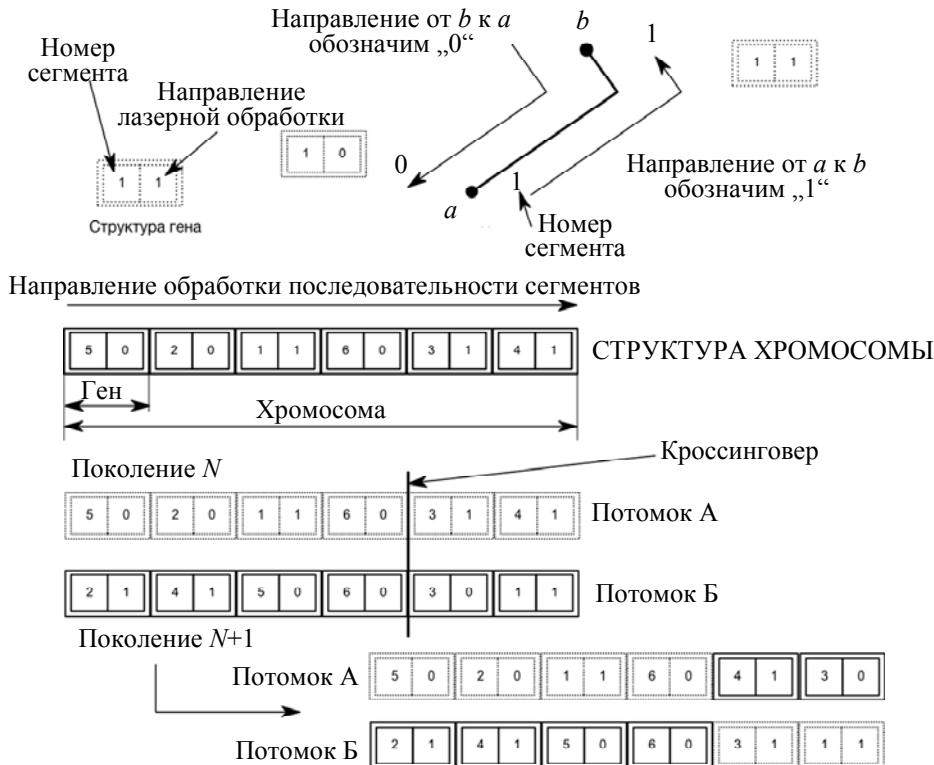 Направление от b к a
обозначим „0“
b
1
Номер
сегмента
1 1
Направление
лазерной обработки
1 0
1 1
Структура гена
0
a
1
Направление от a к b
обозначим „1“
Номер
сегмента
Направление обработки последовательности сегментов
5 0 2 0 1 1 6 0 3 1 4 1 СТРУКТУРА ХРОМОСОМЫ
Ген
Хромосома
Кроссинговер
Поколение N
5 0 2 0 1 1 6 0 3 1 4 1 Потомок А
2 1 4 1 5 0 6 0 3 0 1 1 Потомок Б
Поколение N+1
Потомок А 5 0 2 0 1 1 6 0 4 1 3 0
Потомок Б 2 1 4 1 5 0 6 0 3 1 1 1